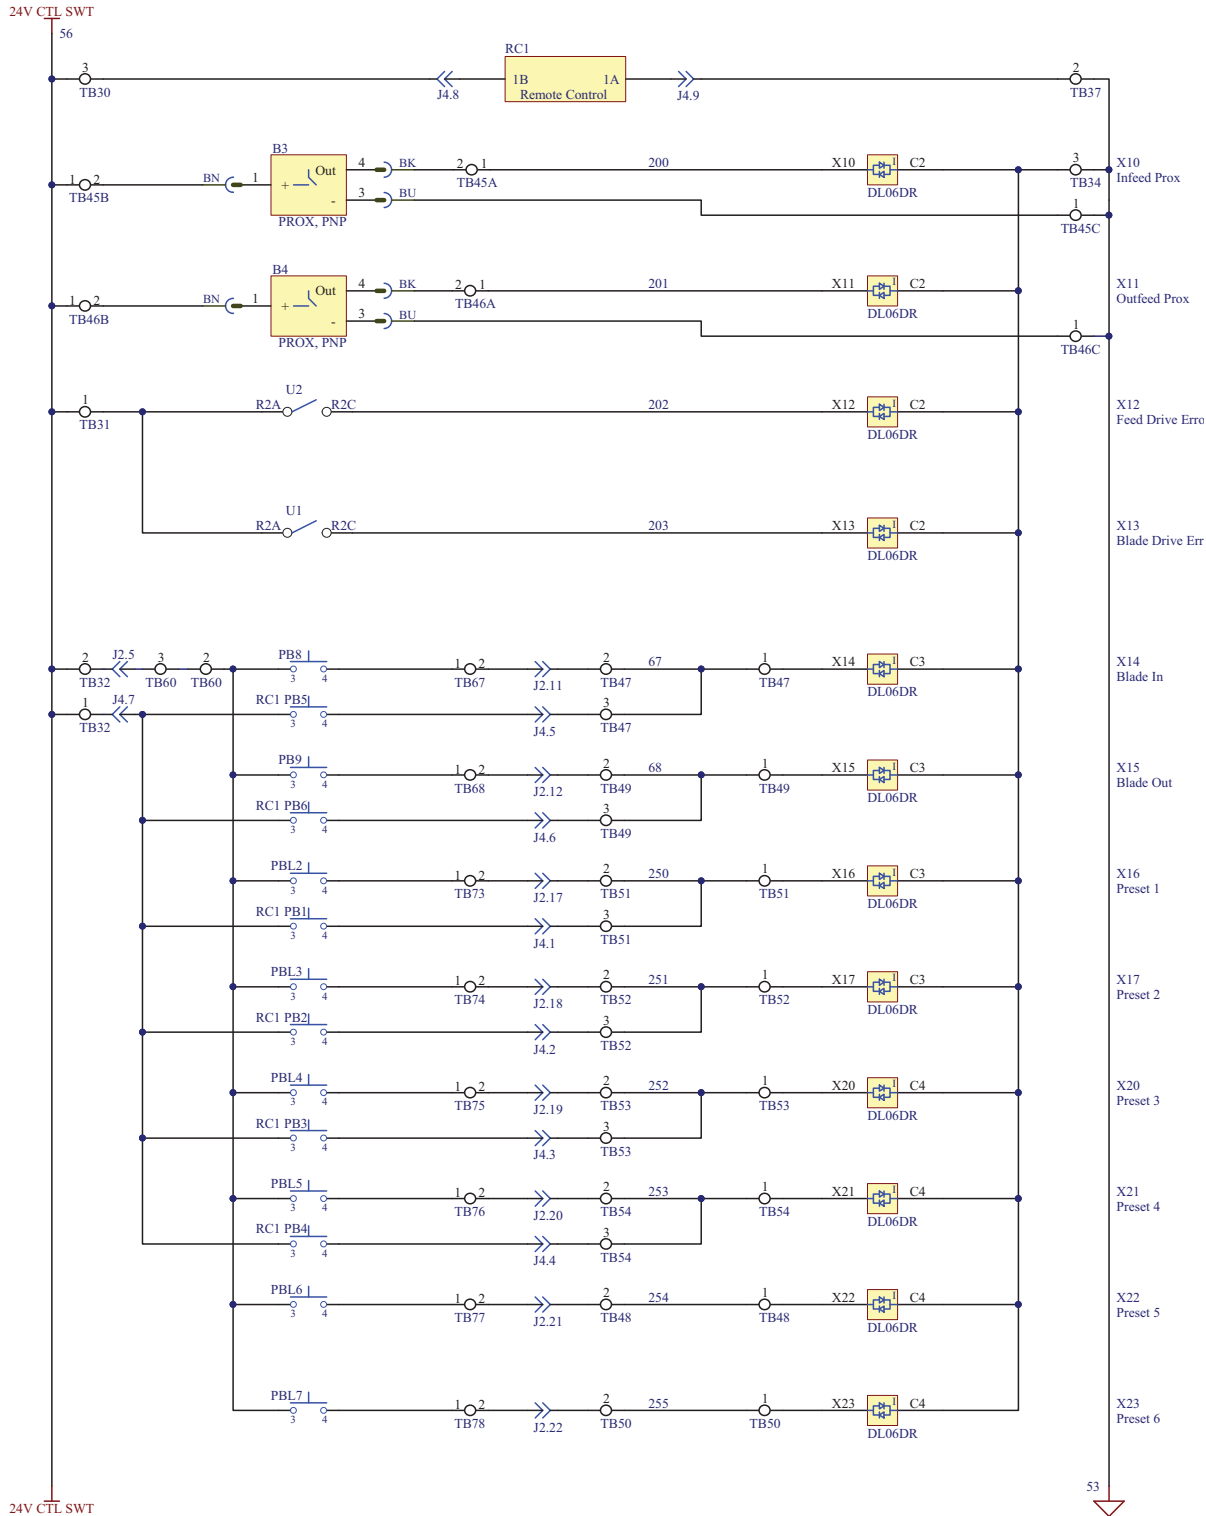 24V CTL SWT
56
RC1
3
1B 1A
2
TB30
J4.8
Remote Control
J4.9
TB37
B3
Out
4 BK
2 1
200
X10 C2
3
X10
1 2
BN
1
+
TB45A
TB34
Infeed Prox
TB45B
-
3 BU
DL06DR
PROX, PNP
1
TB45C
B4
Out
4 BK
2 1
201
X11 C2
X11
1 2
BN
1
+
TB46A
Outfeed Prox
TB46B
-
3 BU
DL06DR
PROX, PNP
1
TB46C
1
U2
R2A R2C
202
X12 C2
X12
TB31
DL06DR
Feed Drive Erro
U1
R2A R2C
203
X13 C2
X13
DL06DR
Blade Drive Err
2
J2.5
3
2
PB8
1 2
2
67
1
X14 C3
X14
TB32
TB60
TB60
3 4
TB67
J2.11
TB47
TB47
DL06DR
Blade In
1
J4.7
RC1 PB5
3
TB32
3 4
J4.5
TB47
PB9
1 2
2
68
1
X15 C3
X15
3 4
TB68
J2.12
TB49
TB49
DL06DR
Blade Out
RC1 PB6
3
3 4
J4.6
TB49
PBL2
1 2
2
250
1
X16 C3
X16
3 4
TB73
J2.17
TB51
TB51
DL06DR
Preset 1
RC1 PB1
3
3 4
J4.1
TB51
PBL3
1 2
2
251
1
X17 C3
X17
3 4
TB74
J2.18
TB52
TB52
DL06DR
Preset 2
RC1 PB2
3
3 4
J4.2
TB52
PBL4
1 2
2
252
1
X20 C4
X20
3 4
TB75
J2.19
TB53
TB53
DL06DR
Preset 3
RC1 PB3
3
3 4
J4.3
TB53
PBL5
1 2
2
253
1
X21 C4
X21
3 4
TB76
J2.20
TB54
TB54
DL06DR
Preset 4
RC1 PB4
3
3 4
J4.4
TB54
PBL6
1 2
2
254
1
X22 C4
X22
3 4
TB77
J2.21
TB48
TB48
DL06DR
Preset 5
PBL7
1 2
2
255
1
X23 C4
X23
3 4
TB78
J2.22
TB50
TB50
DL06DR
Preset 6
53
24V CTL SWT